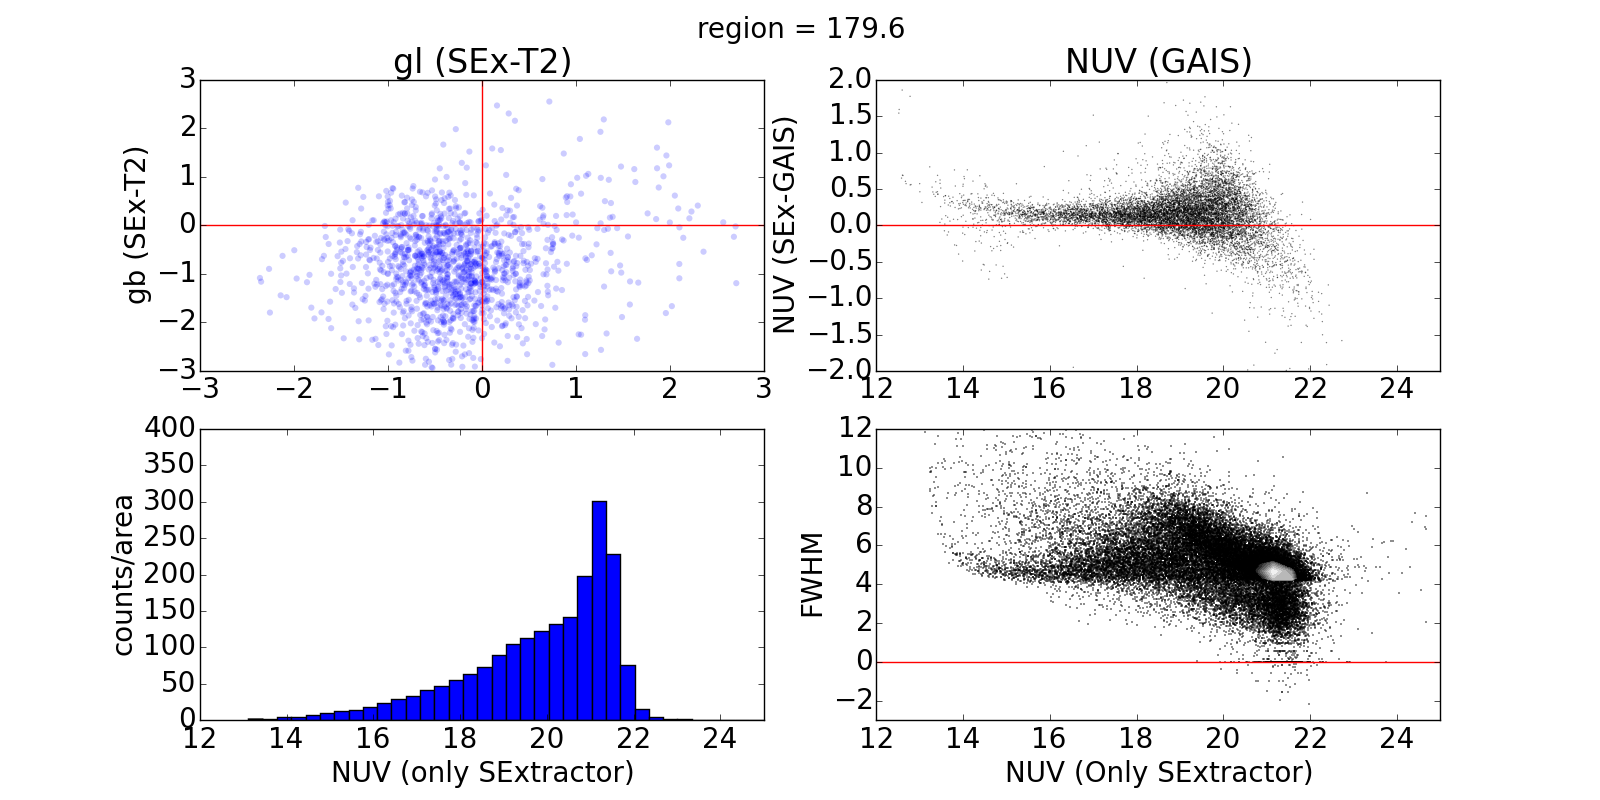 region = 179.6
gl (SEx-T2)
NUV (GAIS)
gb (SEx-T2)
3
2
1
0
−1
−2
−3
−3 −2 −1 0 1 2 3
NUV (SEx-GAIS)
2.0
1.5
1.0
0.5
0.0
−0.5
−1.0
−1.5
−2.0
12 14 16 18 20 22 24
counts/area
400
350
300
250
200
150
100
50
0
12 14 16 18 20 22 24
NUV (only SExtractor)
FWHM
12
10
8
6
4
2
0
−2
12 14 16 18 20 22 24
NUV (Only SExtractor)